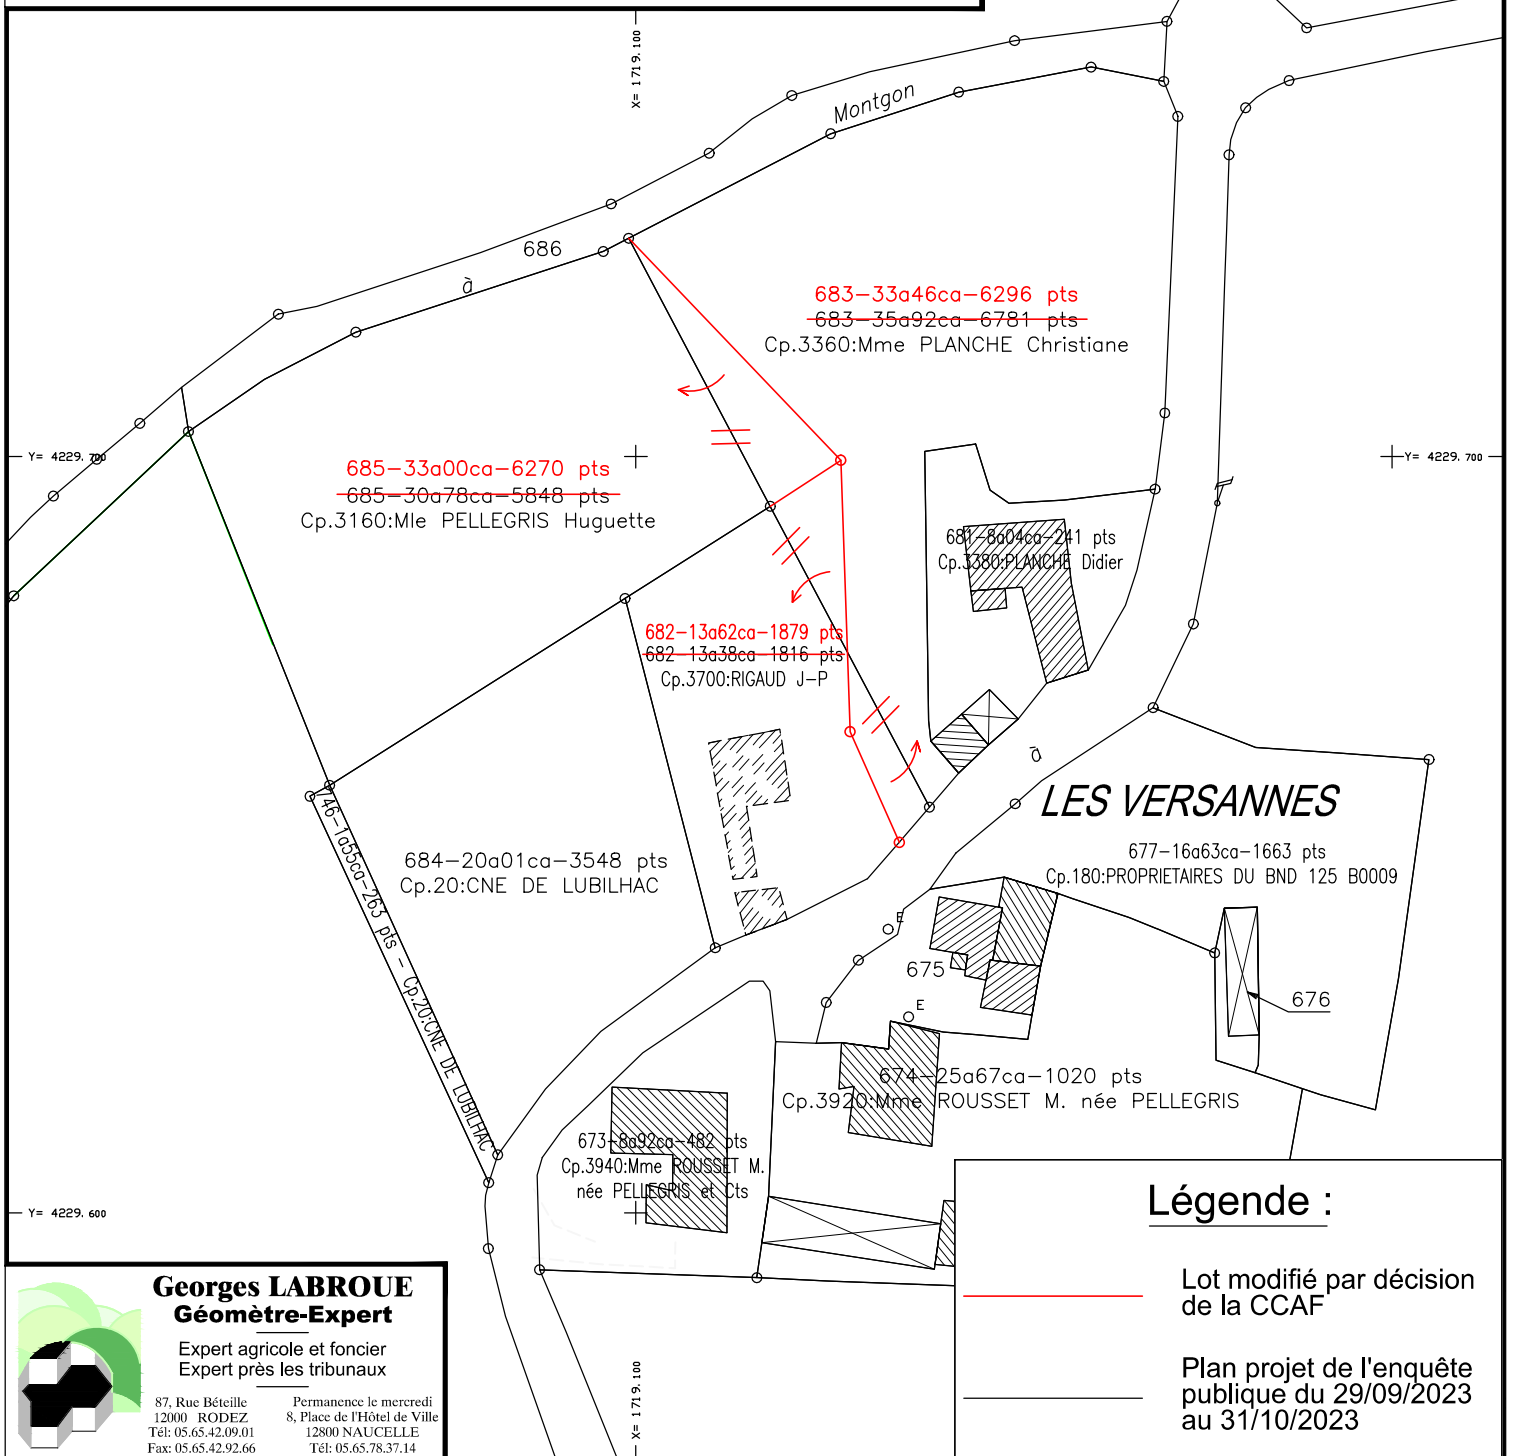 X= 1719.100
Montgon
686
à
683-33a46ca-6296 pts
683-35a92ca-6781 pts
Cp.3360:Mme PLANCHE Christiane
Y= 4229.700
Y= 4229.700
685-33a00ca-6270 pts
685-30a78ca-5848 pts
Cp.3160:Mle PELLEGRIS Huguette
681-8a04ca-241 pts
Cp.3380:PLANCHE Didier
682-13a62ca-1879 pts
682-13a38ca-1816 pts
Cp.3700:RIGAUD J-P
à
LES VERSANNES
746-1a55ca-263 pts - Cp.20:CNE DE LUBILHAC
684-20a01ca-3548 pts
Cp.20:CNE DE LUBILHAC
677-16a63ca-1663 pts
Cp.180:PROPRIETAIRES DU BND 125 B0009
E
675
E
676
674-25a67ca-1020 pts
Cp.3920:Mme ROUSSET M. née PELLEGRIS
673-8a92ca-482 pts
Cp.3940:Mme ROUSSET M.
née PELLEGRIS et Cts
Y= 4229.600
X= 1719.100
Légende :
Lot modifié par décision
de la CCAF
Plan projet de l'enquête
publique du 29/09/2023
au 31/10/2023
Georges LABROUE
Géomètre-Expert
Expert agricole et foncier
Expert près les tribunaux
87, Rue Béteille
12000 RODEZ
Tél: 05.65.42.09.01
Fax: 05.65.42.92.66
Permanence le mercredi
8, Place de l'Hôtel de Ville
12800 NAUCELLE
Tél: 05.65.78.37.14